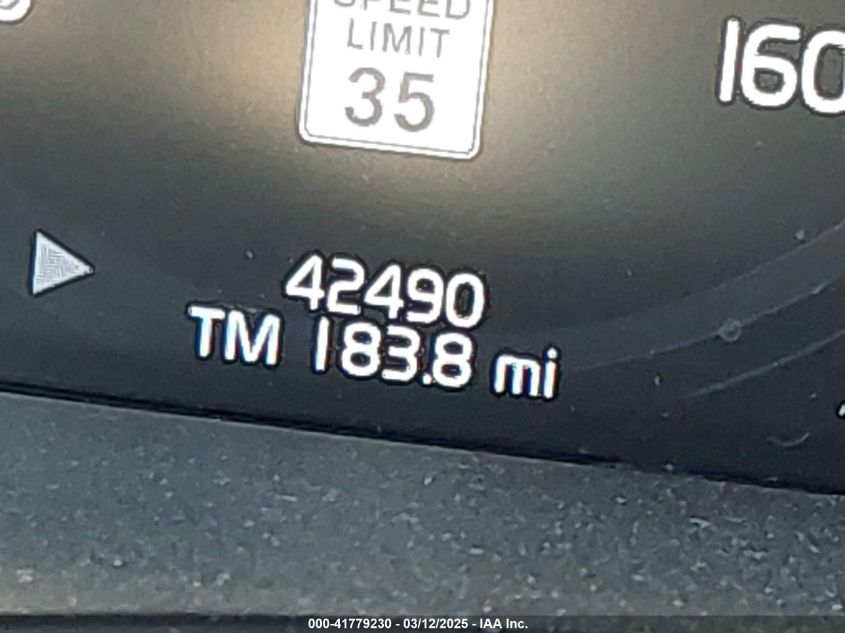 SPEED
LIMIT
35
160
42490
TM 183.8 mi
000-41779230 - 03/12/2025 - IAA Inc.